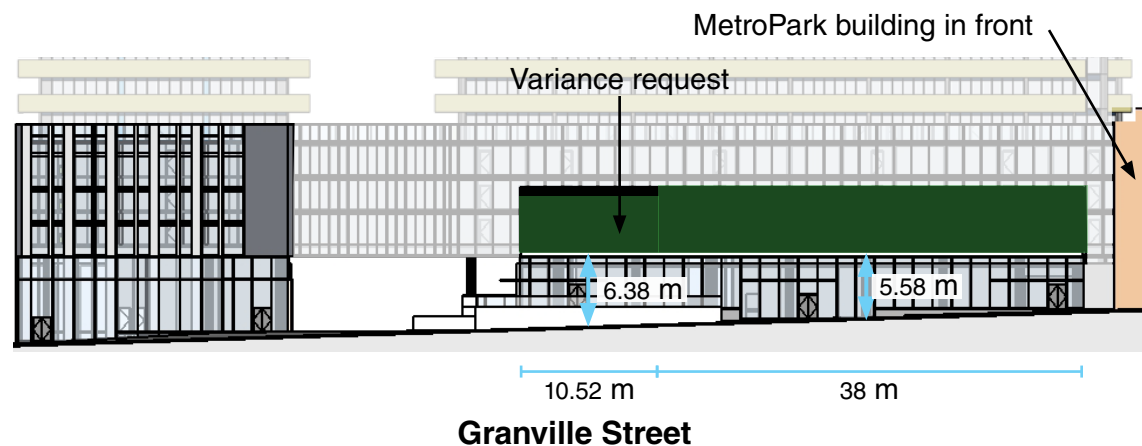 MetroPark building in front
Variance request
6.38 m
5.58 m
10.52 m
38 m
Granville Street